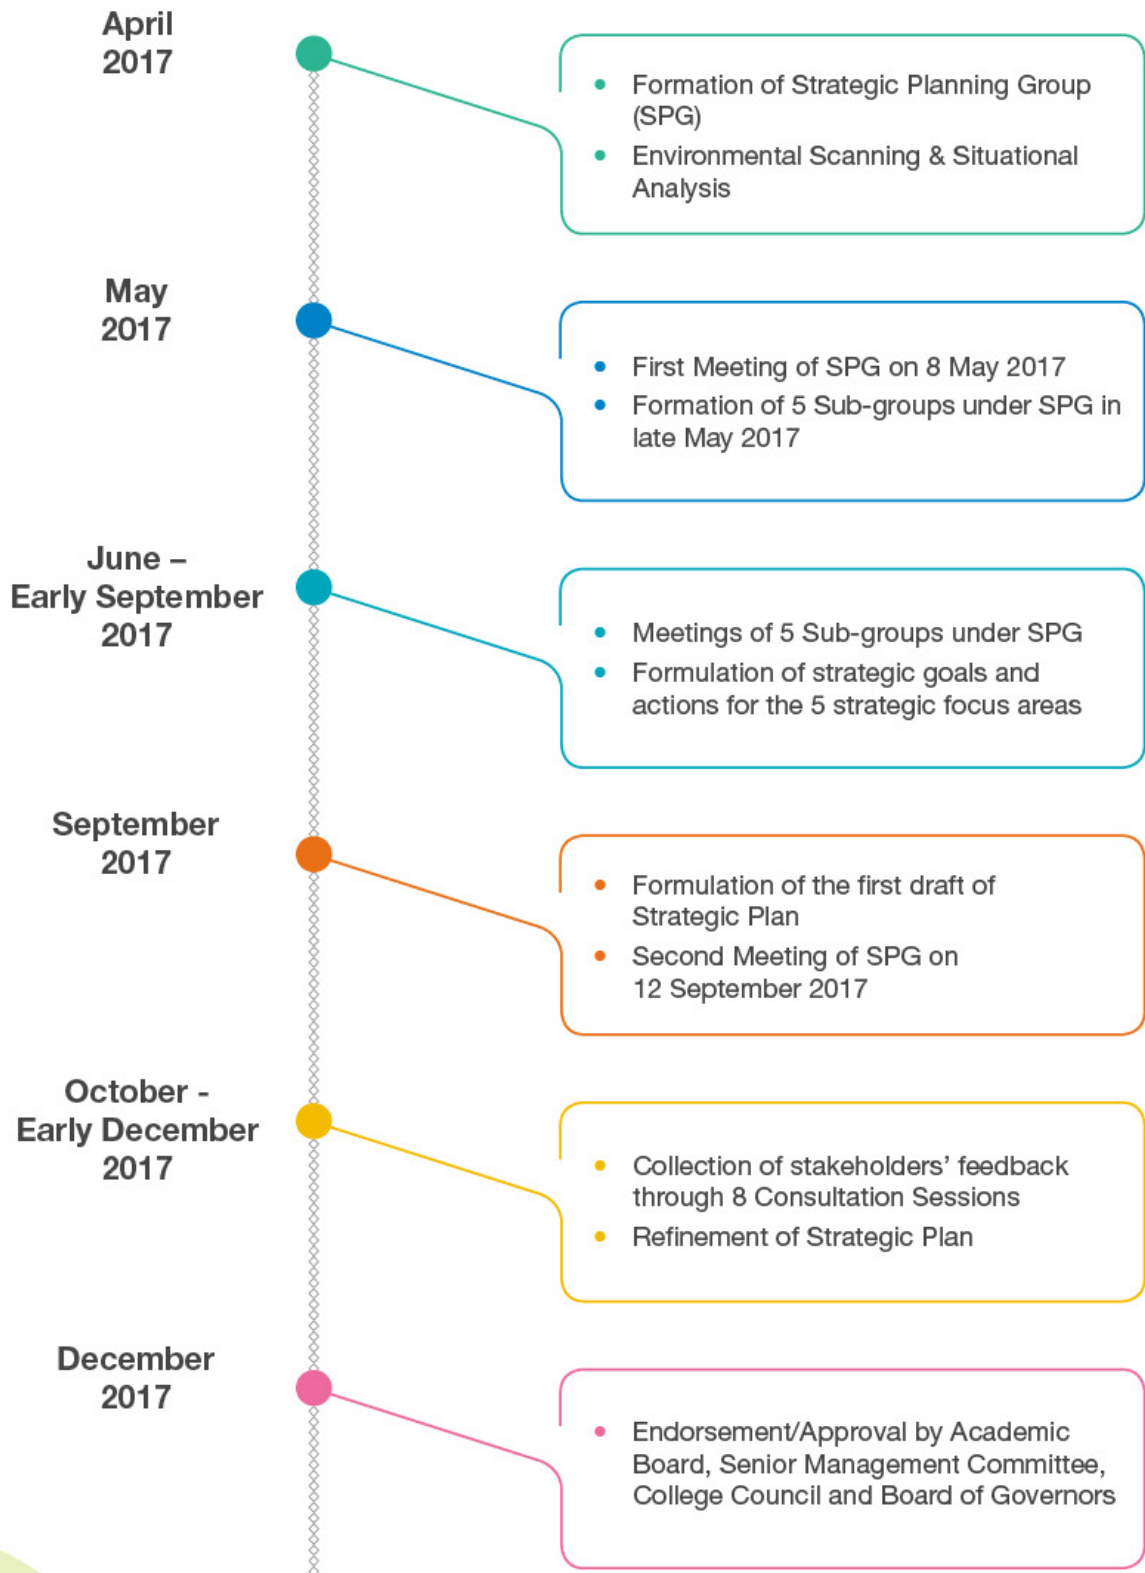 April
2017
• Formation of Strategic Planning Group
(SPG)
• Environmental Scanning & Situational
Analysis
May
2017
• First Meeting of SPG on 8 May 2017
• Formation of 5 Sub-groups under SPG in
late May 2017
June –
Early September
2017
• Meetings of 5 Sub-groups under SPG
• Formulation of strategic goals and
actions for the 5 strategic focus areas
September
2017
• Formulation of the first draft of
Strategic Plan
• Second Meeting of SPG on
12 September 2017
October -
Early December
2017
• Collection of stakeholders’ feedback
through 8 Consultation Sessions
• Refinement of Strategic Plan
December
2017
• Endorsement/Approval by Academic
Board, Senior Management Committee,
College Council and Board of Governors